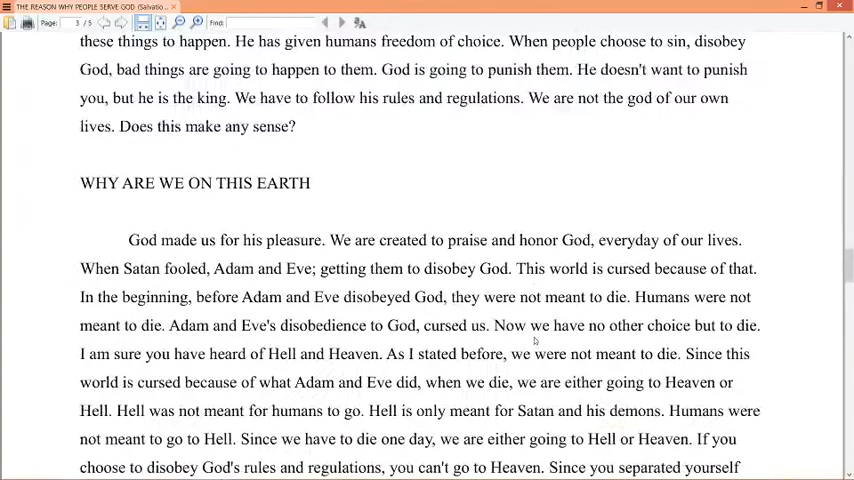 THE REASON WHY PEOPLE SERVE GOD (Salvatio
Page: 3 / 5 Find:
these things to happen. He has given humans freedom of choice. When people choose to sin, disobey
God, bad things are going to happen to them. God is going to punish them. He doesn't want to punish
you, but he is the king. We have to follow his rules and regulations. We are not the god of our own
lives. Does this make any sense?
WHY ARE WE ON THIS EARTH
God made us for his pleasure. We are created to praise and honor God, everyday of our lives.
When Satan fooled, Adam and Eve; getting them to disobey God. This world is cursed because of that.
In the beginning, before Adam and Eve disobeyed God, they were not meant to die. Humans were not
meant to die. Adam and Eve's disobedience to God, cursed us. Now we have no other choice but to die.
I am sure you have heard of Hell and Heaven. As I stated before, we were not meant to die. Since this
world is cursed because of what Adam and Eve did, when we die, we are either going to Heaven or
Hell. Hell was not meant for humans to go. Hell is only meant for Satan and his demons. Humans were
not meant to go to Hell. Since we have to die one day, we are either going to Hell or Heaven. If you
choose to disobey God's rules and regulations, you can't go to Heaven. Since you separated yourself